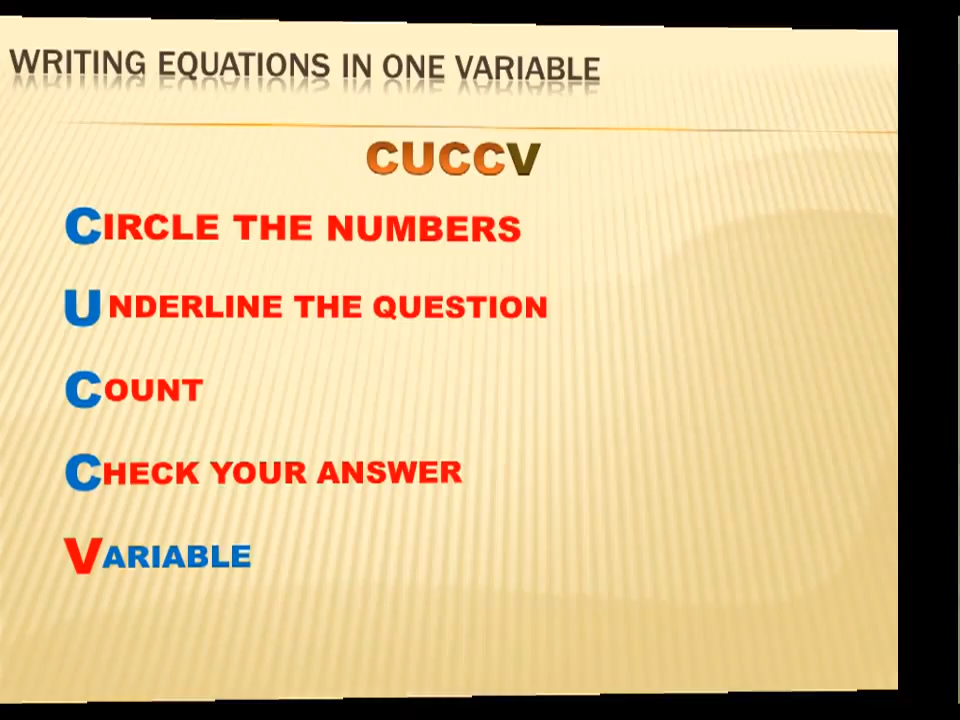 WRITING EQUATIONS IN ONE VARIABLE
CUCCV
CIRCLE THE NUMBERS
UNDERLINE THE QUESTION
COUNT
CHECK YOUR ANSWER
VARIABLE